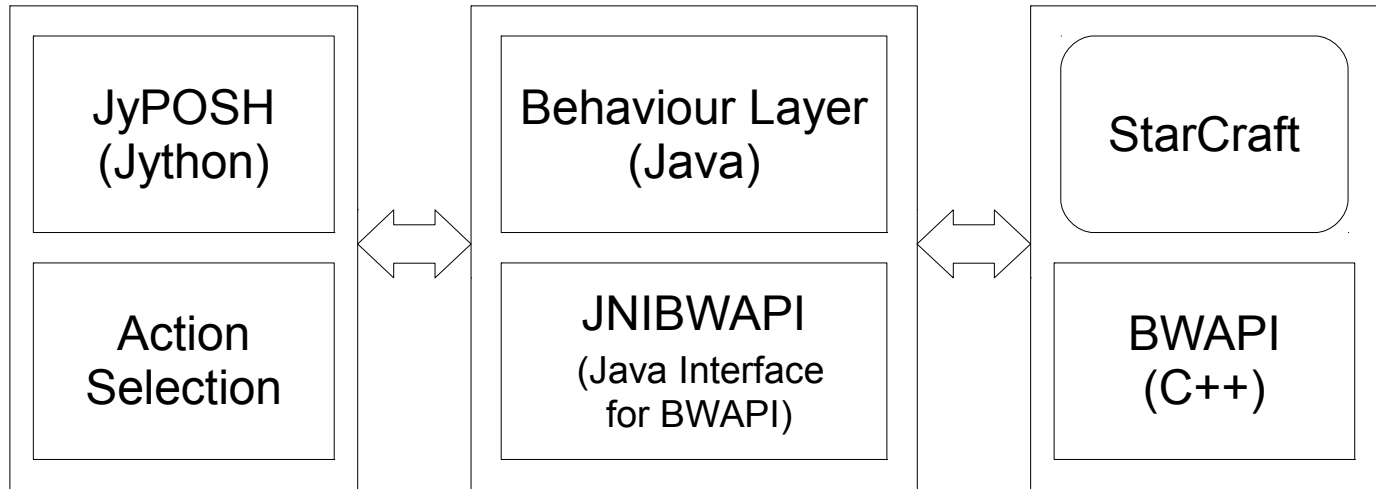 JyPOSH
(Jython)
Action
Selection
Behaviour Layer
(Java)
JNIBWAPI
(Java Interface
for BWAPI)
StarCraft
BWAPI
(C++)